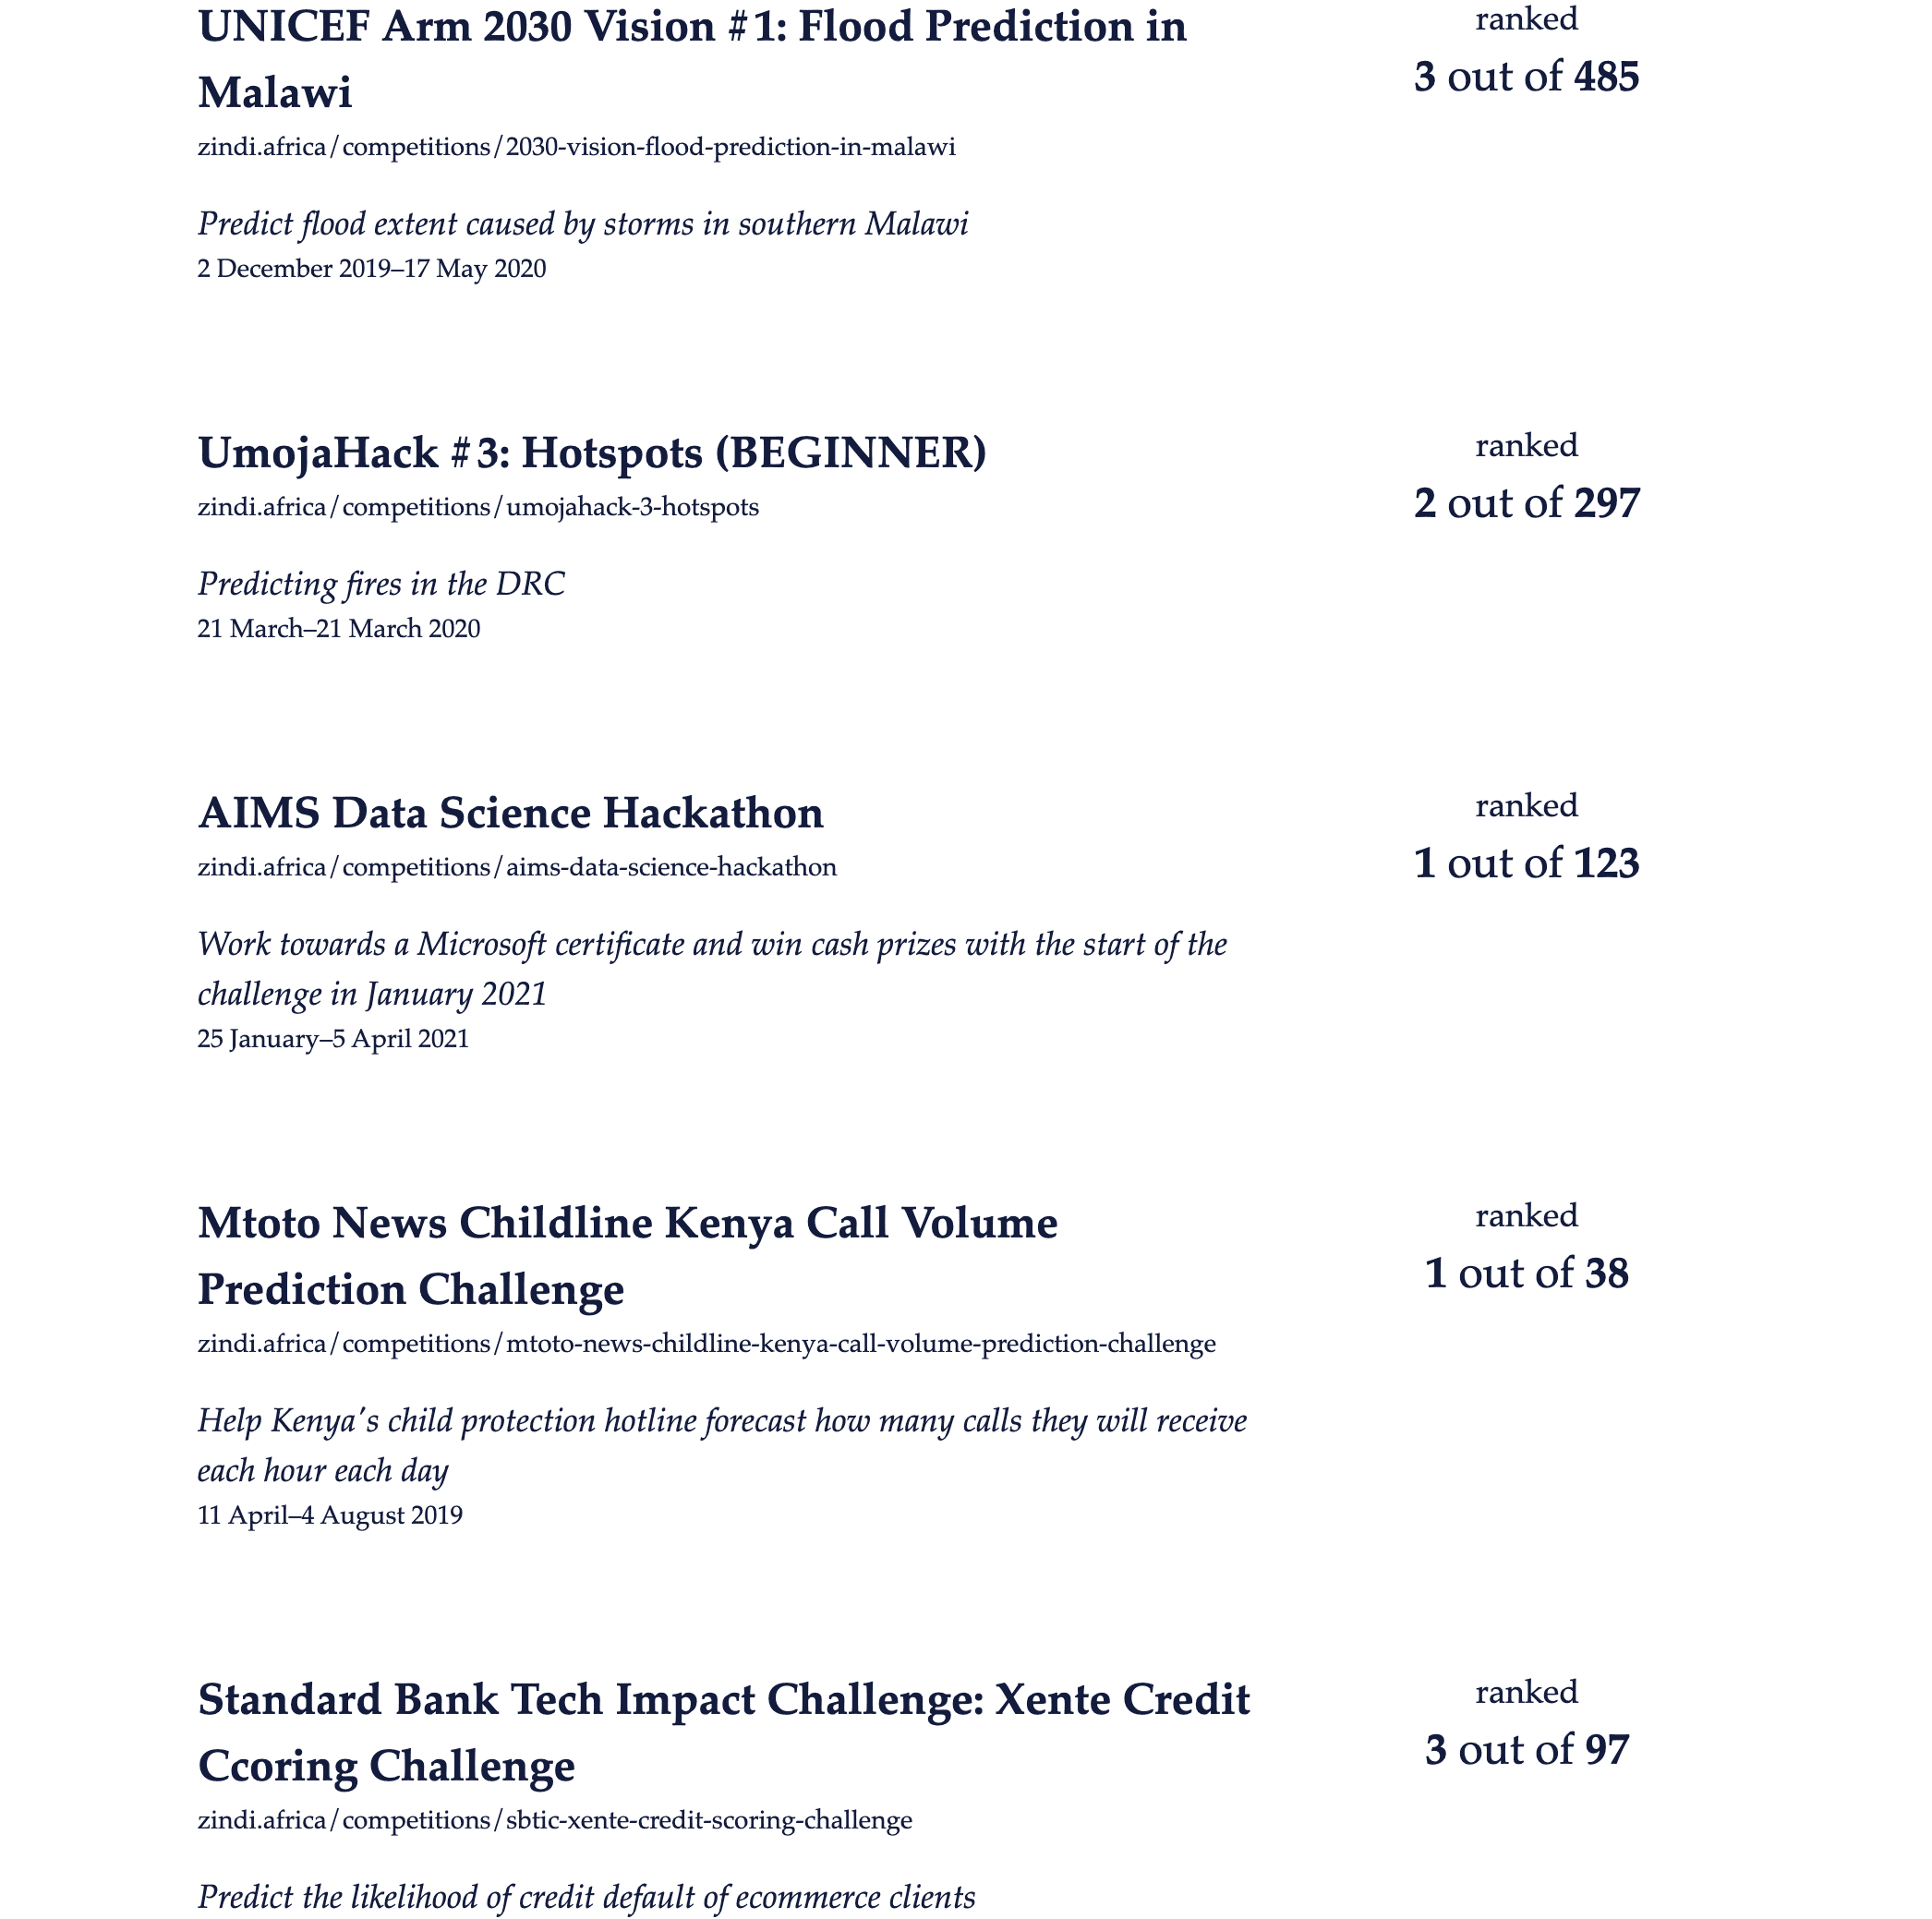 UNICEF Arm 2030 Vision #1: Flood Prediction in
Malawi
zindi.africa/competitions/2030-vision-flood-prediction-in-malawi
Predict flood extent caused by storms in southern Malawi
2 December 2019–17 May 2020
ranked
3 out of 485
UmojaHack #3: Hotspots (BEGINNER)
zindi.africa/competitions/umojahack-3-hotspots
Predicting fires in the DRC
21 March–21 March 2020
ranked
2 out of 297
AIMS Data Science Hackathon
zindi.africa/competitions/aims-data-science-hackathon
Work towards a Microsoft certificate and win cash prizes with the start of the
challenge in January 2021
25 January–5 April 2021
ranked
1 out of 123
Mtoto News Childline Kenya Call Volume
Prediction Challenge
zindi.africa/competitions/mtoto-news-childline-kenya-call-volume-prediction-challenge
Help Kenya's child protection hotline forecast how many calls they will receive
each hour each day
11 April–4 August 2019
ranked
1 out of 38
Standard Bank Tech Impact Challenge: Xente Credit
Ccoring Challenge
zindi.africa/competitions/sbtic-xente-credit-scoring-challenge
Predict the likelihood of credit default of ecommerce clients
ranked
3 out of 97